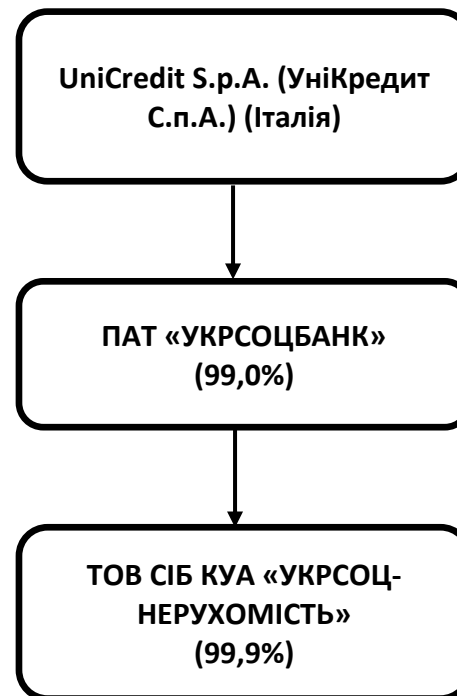 UniCredit S.p.A. (УніКредит
С.п.А.) (Італія)
ПАТ «УКРСОЦБАНК»
(99,0%)
ТОВ СІБ КУА «УКРСОЦ-
НЕРУХОМІСТЬ»
(99,9%)